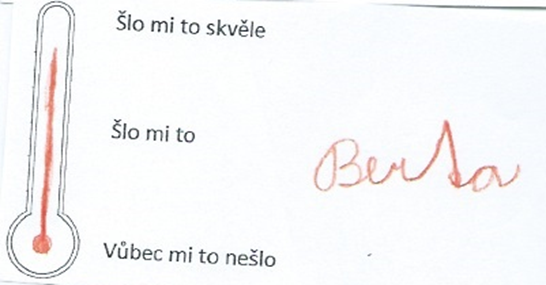 Šlo mi to skvěle
Šlo mi to
Berta
Vůbec mi to nešlo